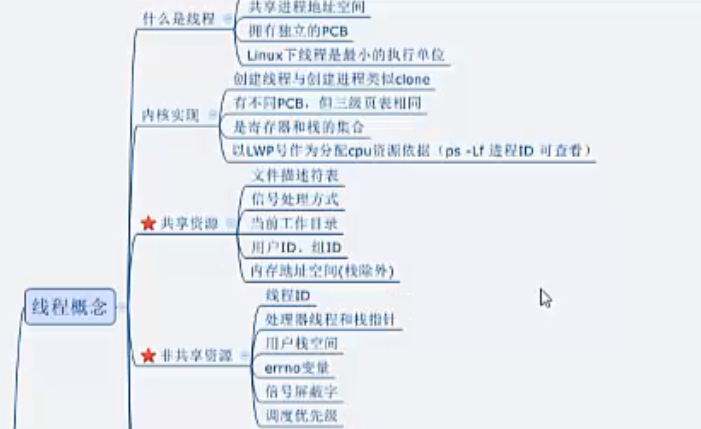 共享进程地址空间
什么是线程
拥有独立的PCB
Linux下线程是最小的执行单位
创建线程与创建进程类似clone
有不同PCB，但三级页表相同
内核实现
是寄存器和栈的集合
以LWP号作为分配cpu资源依据（ps -Lf 进程ID 可查看）
文件描述符表
信号处理方式
共享资源
当前工作目录
用户ID、组ID
内存地址空间(栈除外)
线程概念
线程ID
处理器线程和栈指针
用户栈空间
非共享资源
errno变量
信号屏蔽字
调度优先级